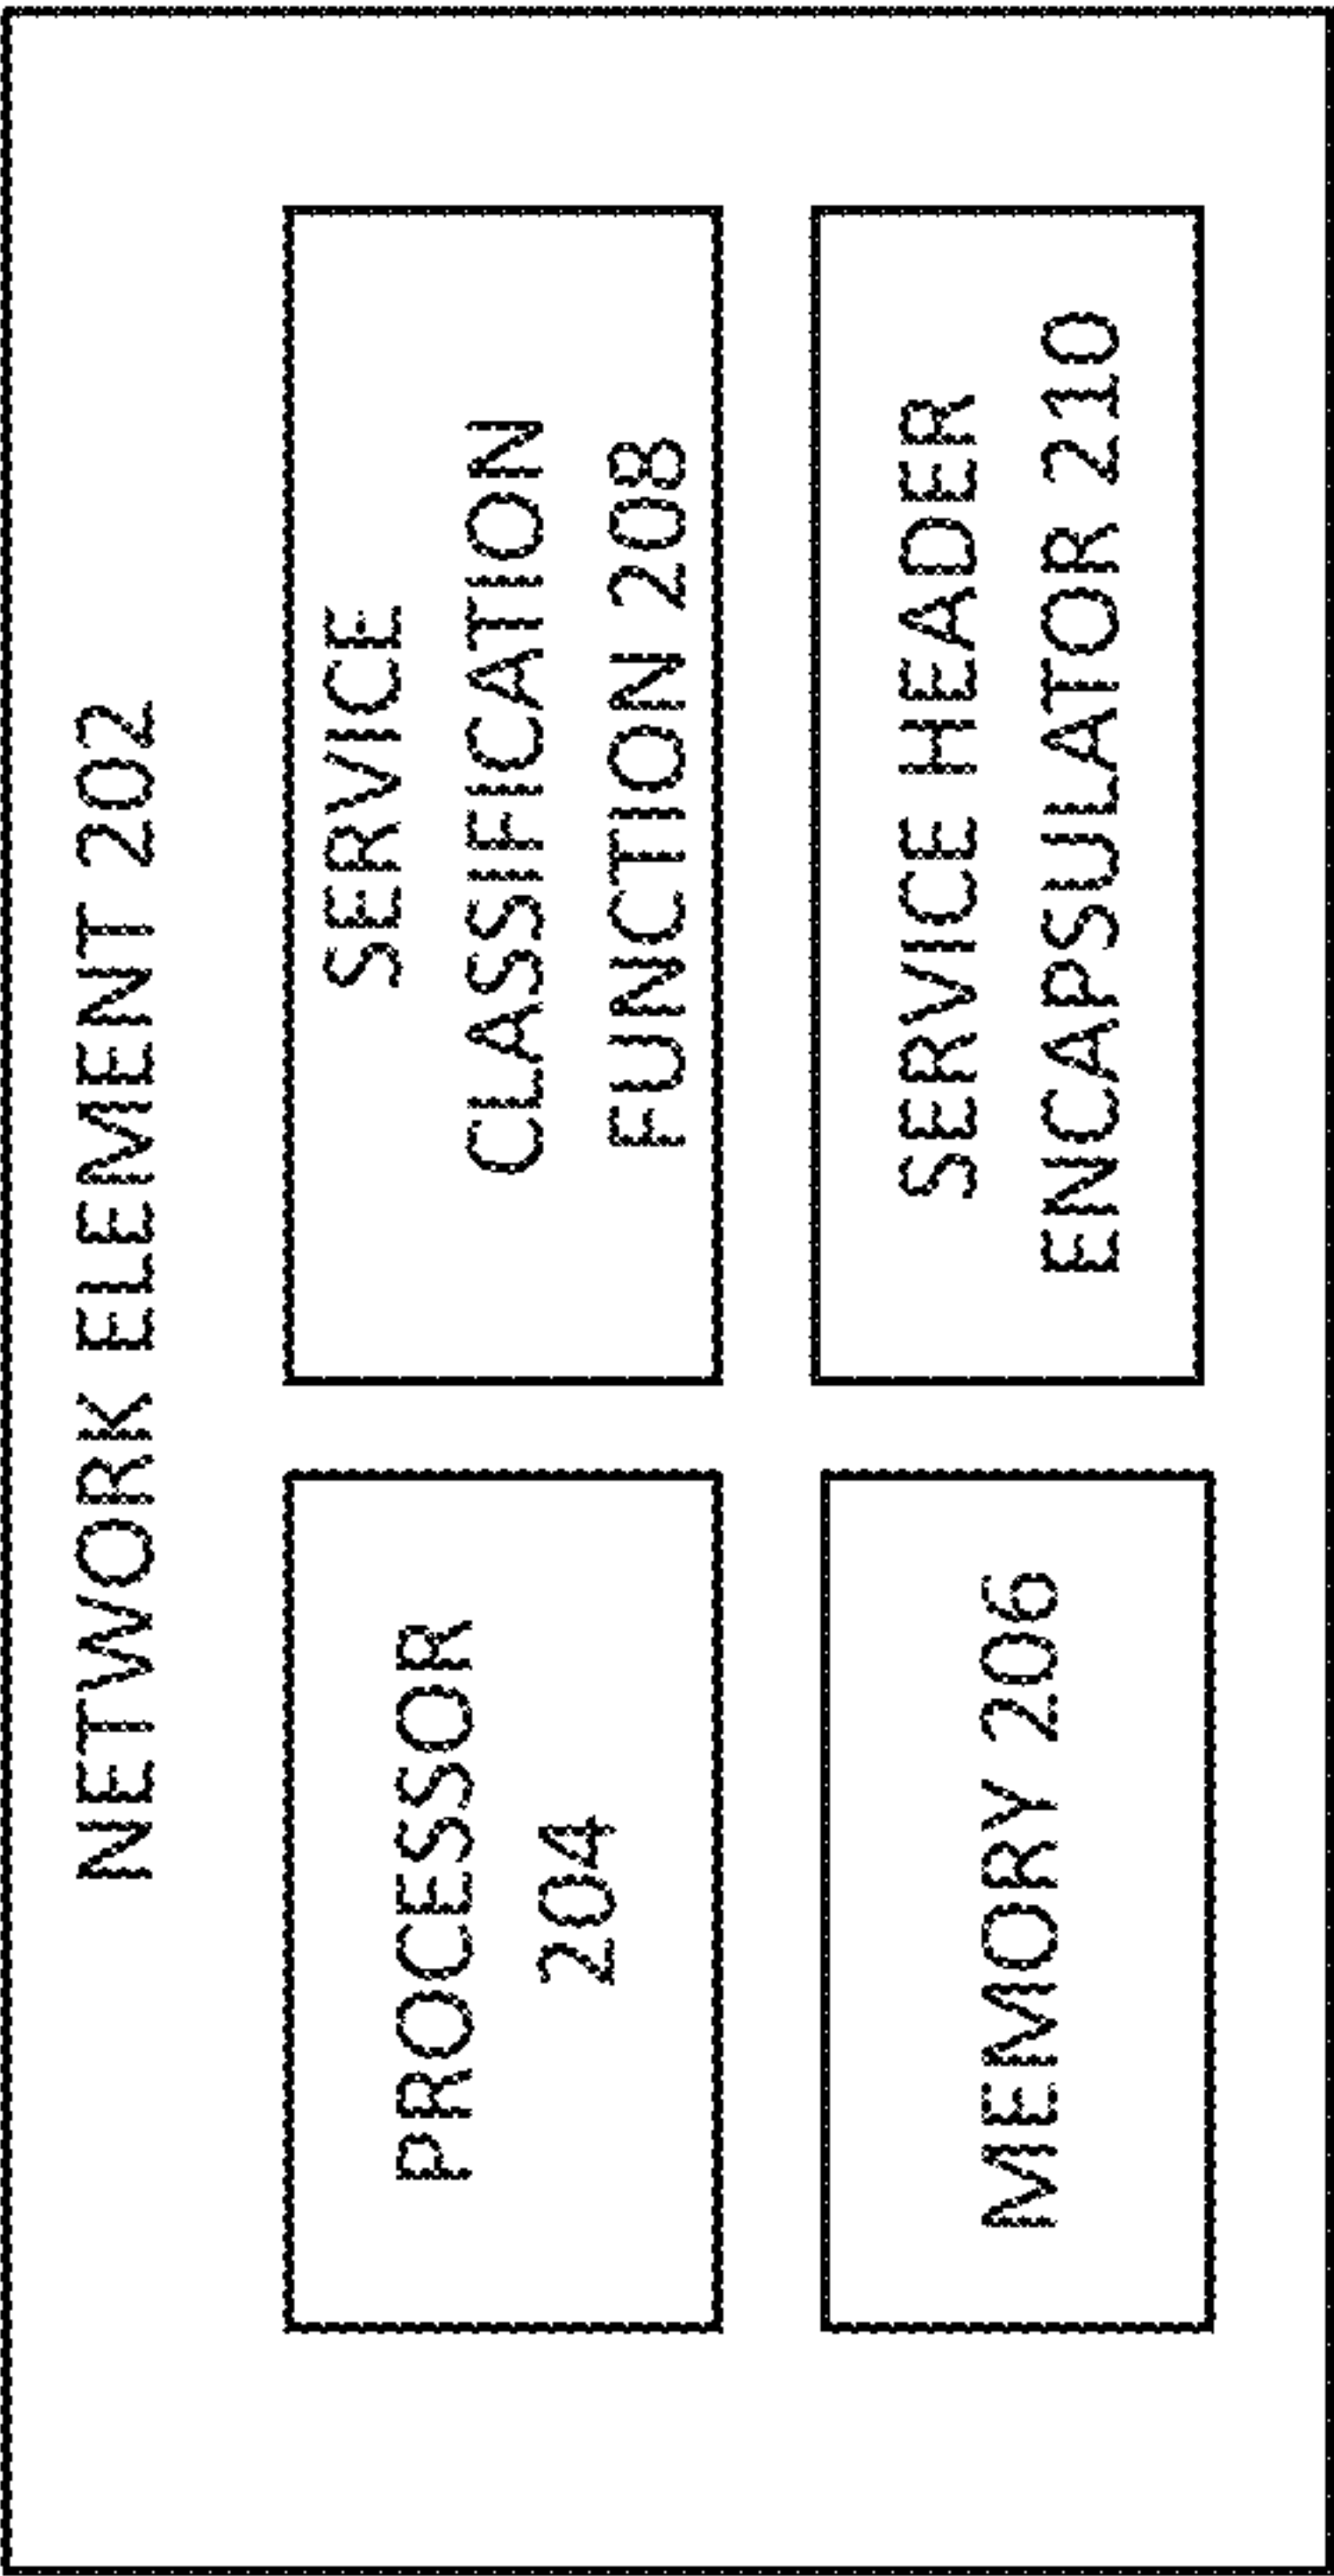 NETWORK ELEMENT 202
PROCESSOR
204
SERVICE
CLASSIFICATION
FUNCTION 208
MEMORY 206
SERVICE HEADER
ENCAPSULATOR 210